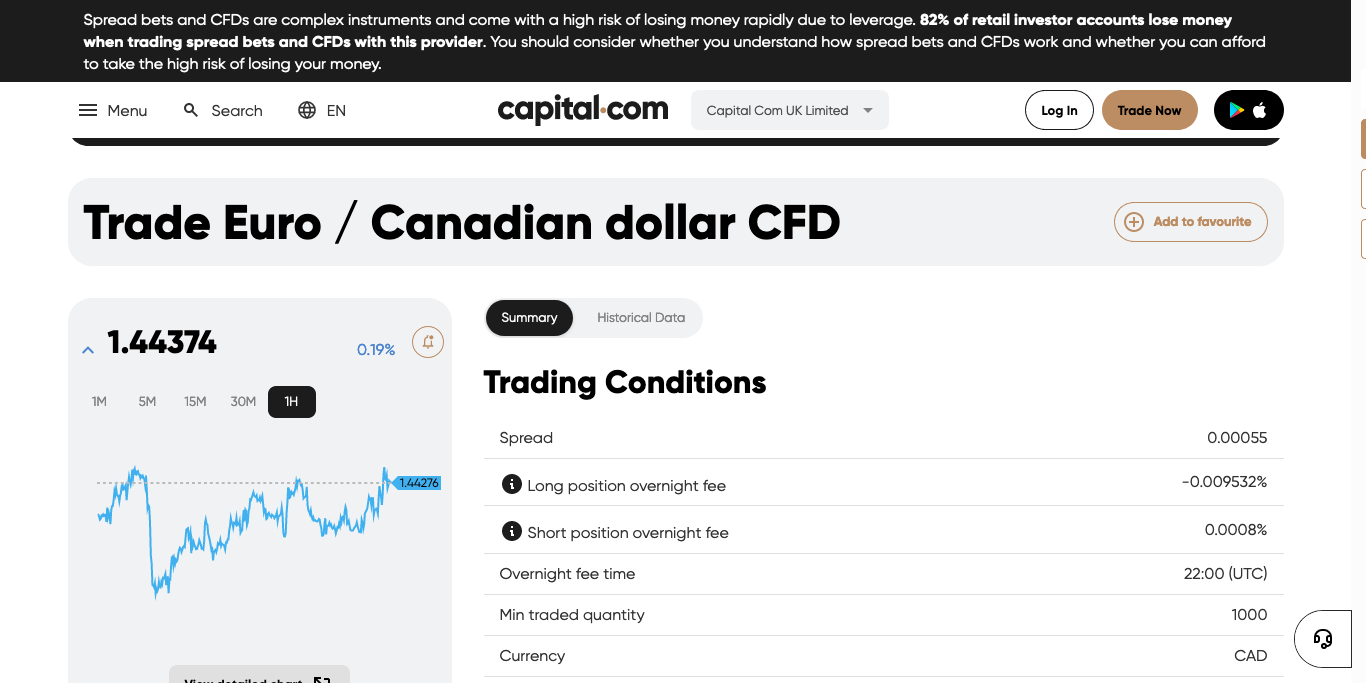 Spread bets and CFDs are complex instruments and come with a high risk of losing money rapidly due to leverage. 82% of retail investor accounts lose money
when trading spread bets and CFDs with this provider. You should consider whether you understand how spread bets and CFDs work and whether you can afford
to take the high risk of losing your money.
Menu Search EN capital.com Capital Com UK Limited Log In Trade Now
Trade Euro / Canadian dollar CFD Add to favourite
1.44374 0.19%
1M 5M 15M 30M 1H
1.44276
View detailed chart
Summary Historical Data
Trading Conditions
Spread 0.00055
Long position overnight fee -0.009532%
Short position overnight fee 0.0008%
Overnight fee time 22:00 (UTC)
Min traded quantity 1000
Currency CAD